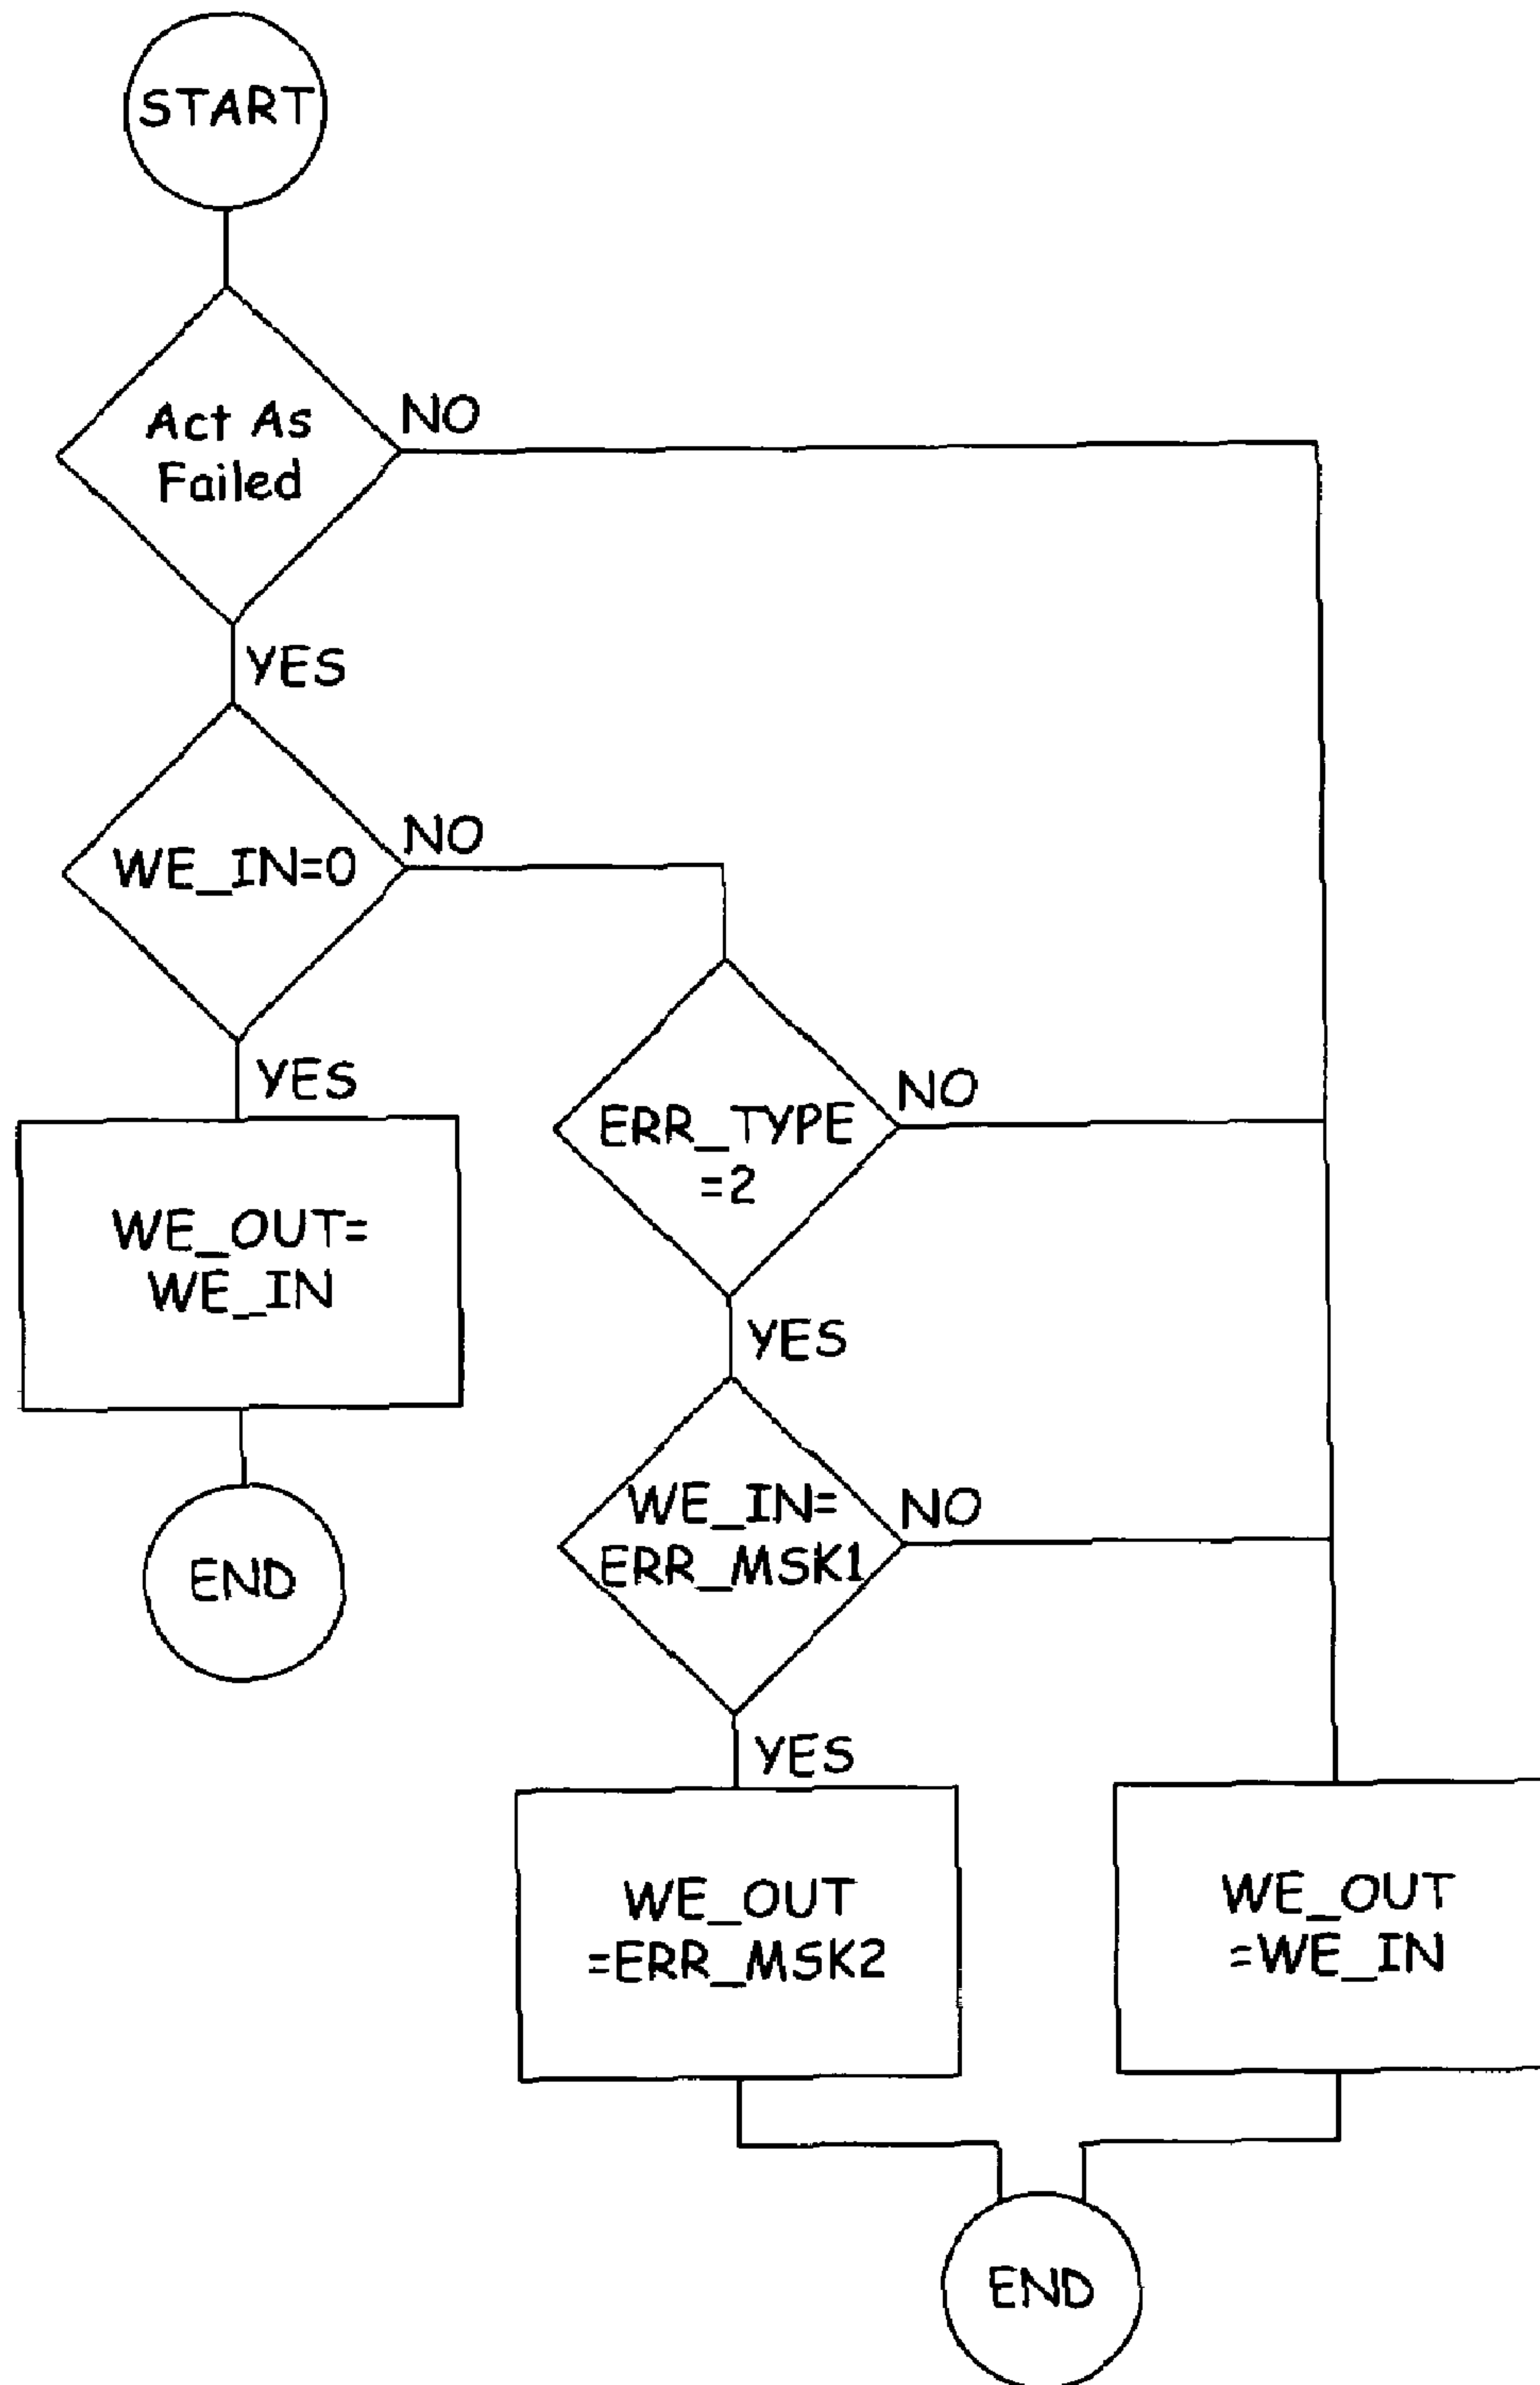 START
Act As
Failed
NO
YES
WE_IN=0
NO
YES
WE_OUT=
WE_IN
END
ERR_TYPE
=2
NO
YES
WE_IN=
ERR_MSK1
NO
YES
WE_OUT
=ERR_MSK2
WE_OUT
=WE_IN
END